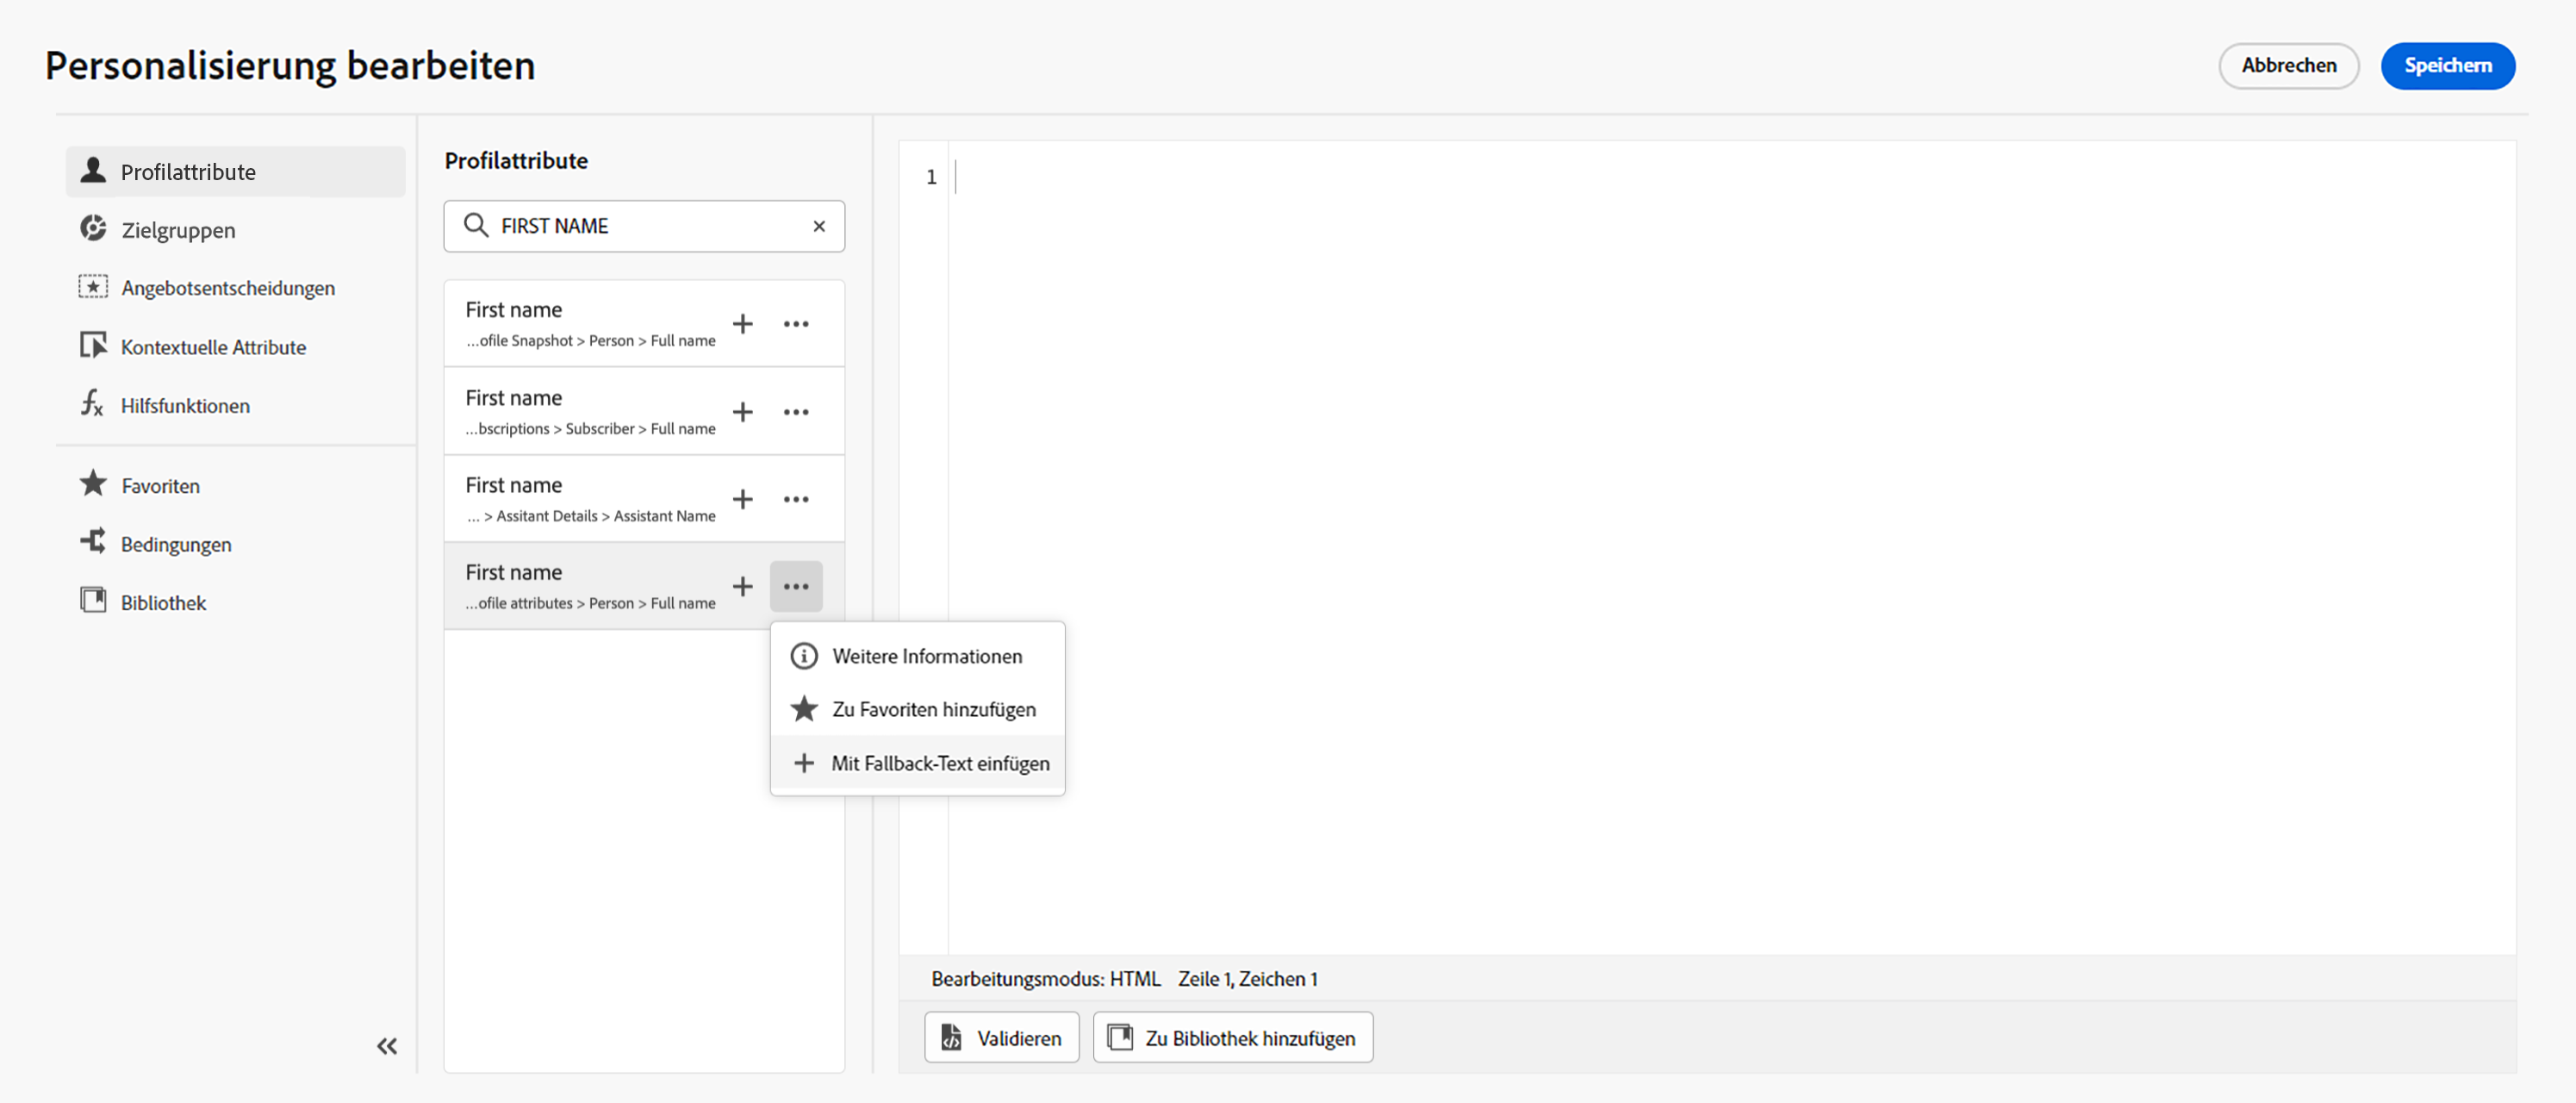 Personalisierung bearbeiten
Abbrechen
Speichern
Profilattribute
Zielgruppen
Angebotsentscheidungen
Kontextuelle Attribute
Hilfsfunktionen
Favoriten
Bedingungen
Bibliothek
Profilattribute
FIRST NAME
First name
...ofile Snapshot > Person > Full name
First name
...bscriptions > Subscriber > Full name
First name
... > Assitant Details > Assistant Name
First name
...ofile attributes > Person > Full name
Weitere Informationen
Zu Favoriten hinzufügen
Mit Fallback-Text einfügen
1
Bearbeitungsmodus: HTML Zeile 1, Zeichen 1
Validieren
Zu Bibliothek hinzufügen